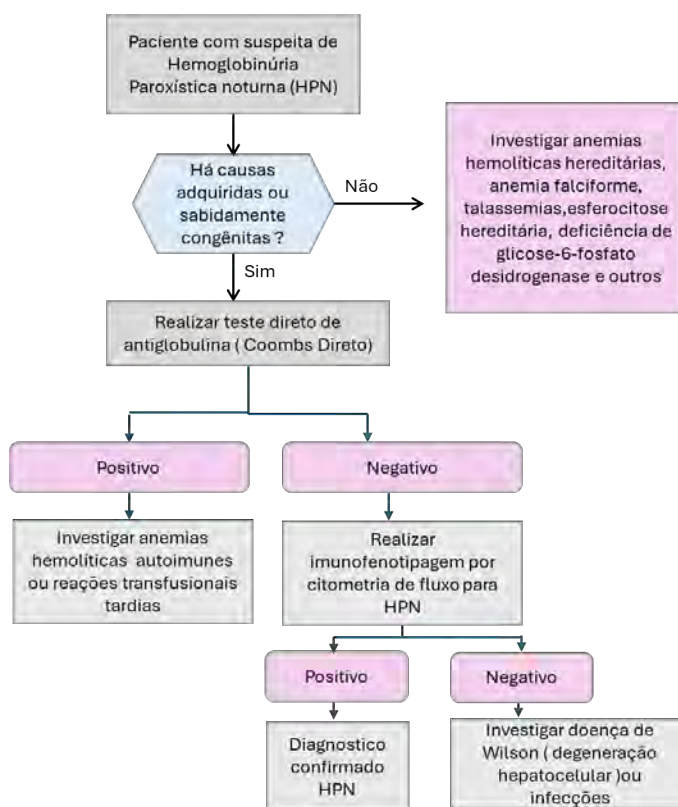 Paciente com suspeita de
Hemoglobinúria
Paroxística noturna (HPN)
Há causas
adquiridas ou
sabidamente
congênitas ?
Não
Investigar anemias
hemolíticas hereditárias,
anemia falciforme,
talassemias,esferocitose
hereditária, deficiência de
glicose-6-fosfato
desidrogenase e outros
Sim
Realizar teste direto de
antiglobulina ( Coombs Direto)
Positivo
Negativo
Investigar anemias
hemolíticas autoimunes
ou reações transfusionais
tardias
Realizar
imunofenotipagem por
citometria de fluxo para
HPN
Positivo
Negativo
Diagnostico
confirmado
HPN
Investigar doença de
Wilson ( degeneração
hepatocelular )ou
infecções